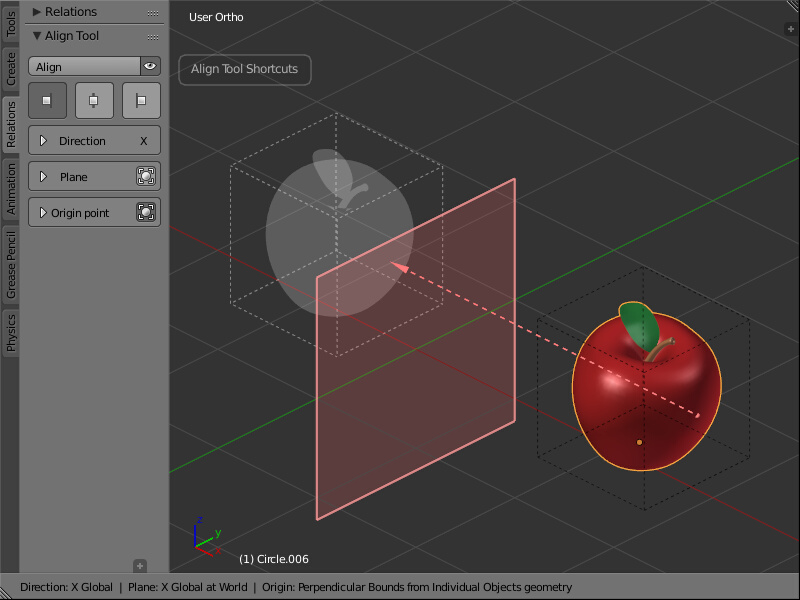 Tools
Create
Relations
Animation
Grease Pencil
Physics
Relations
Align Tool
Align
Direction X
Plane
Origin point
User Ortho
Align Tool Shortcuts
z
y
x
(1) Circle.006
Direction: X Global | Plane: X Global at World | Origin: Perpendicular Bounds from Individual Objects geometry